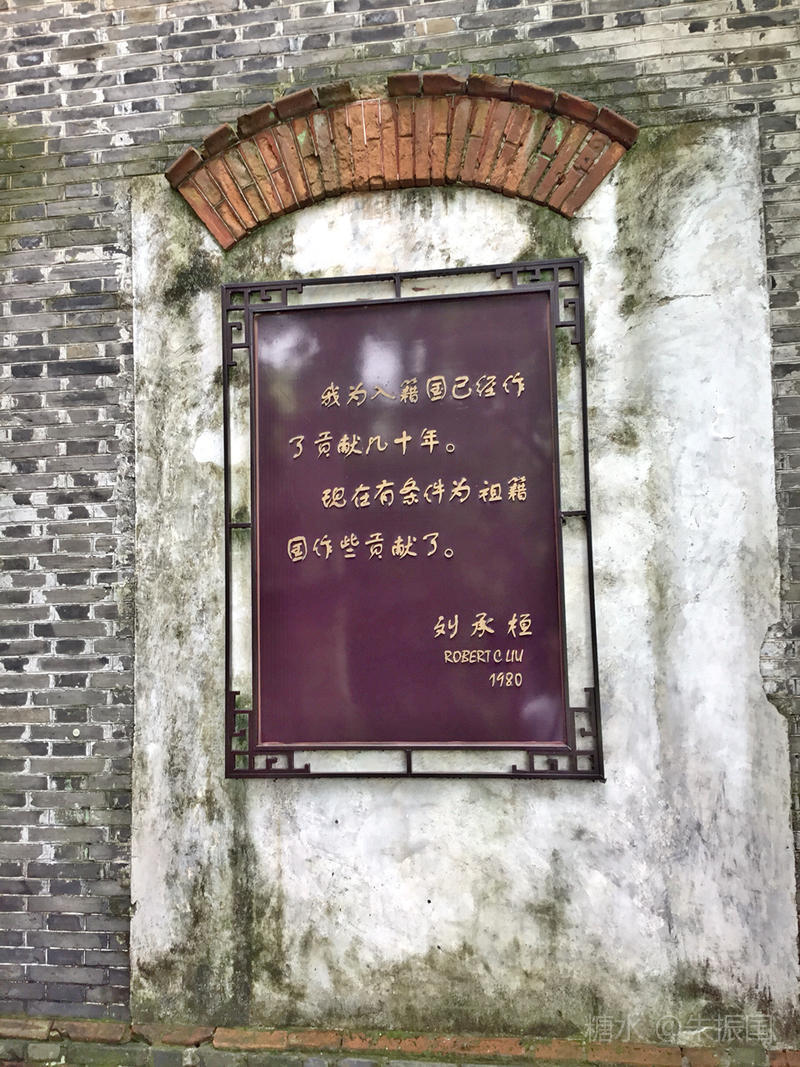 我为入籍国已经作
了贡献几十年。
现在有条件为祖籍
国作些贡献了。
刘承桓
ROBERT C LIU
1980
糖水 @朱振国